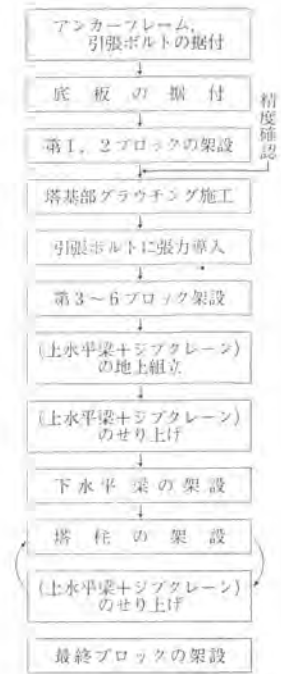 アンカーフレーム，
引張ボルトの据付
底板の据付
精度確認
第1，2ブロックの架設
塔基部グラウチング施工
引張ボルトに張力導入
第3～6ブロック架設
(上水平梁＋ジブクレーン)
の地上組立
(上水平梁＋ジブクレーン)
のせり上げ
下水平梁の架設
塔柱の架設
(上水平梁＋ジブクレーン)
のせり上げ
最終ブロックの架設